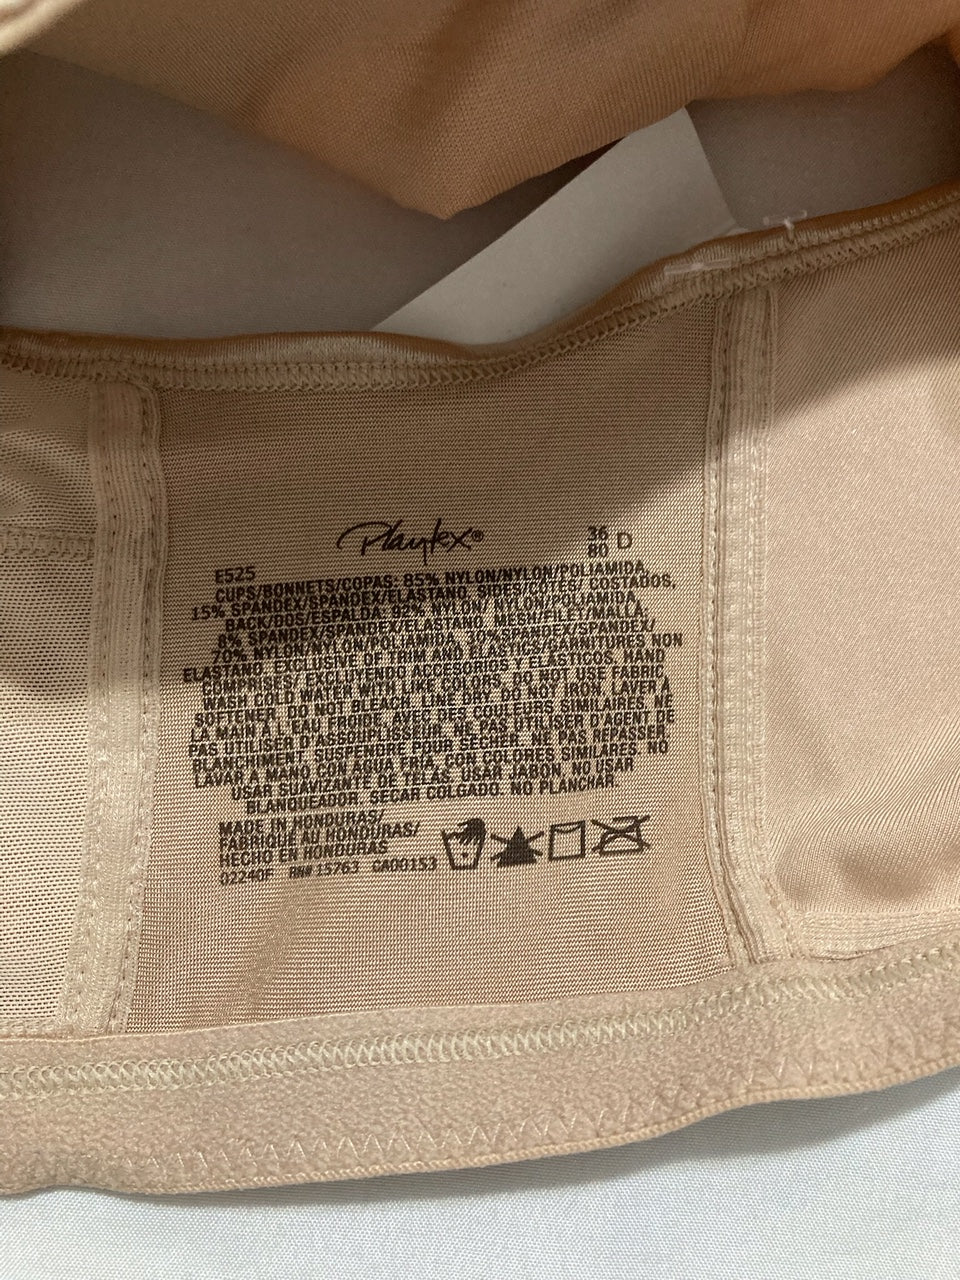 Playtex®
36
80 D
E525
CUPS/BONNETS/COPAS: 85% NYLON/NYLON/POLIAMIDA,
15% SPANDEX/SPANDEX/ELASTANO, SIDES/COTES/ COSTADOS,
BACK/DOS/ESPALDA: 92% NYLON/ NYLON/POLIAMIDA,
8% SPANDEX/SPANDEX/ELASTANO, MESH/FILET/MALLA:
70% NYLON/NYLON/POLIAMIDA, 30%SPANDEX/SPANDEX/
ELASTANO, EXCLUSIVE OF TRIM AND ELASTICS/GARNITURES NON
COMPRISES/ EXCLUYENDO ACCESORIOS Y ELÁSTICOS, HAND
WASH COLD WATER WITH LIKE COLORS, DO NOT USE FABRIC
SOFTENER, DO NOT BLEACH, LINE DRY, DO NOT IRON, LAVER À
LA MAIN À L'EAU FROIDE, AVEC DES COULEURS SIMILAIRES, NE
PAS UTILISER D'ASSOUPLISSEUR, NE PAS UTILISER D'AGENT DE
BLANCHIMENT, SUSPENDRE POUR SÉCHER, NE PAS REPASSER,
LAVAR A MANO CON AGUA FRÍA, CON COLORES SIMILARES, NO
USAR SUAVIZANTE DE TELAS, USAR JABON, NO USAR
BLANQUEADOR, SECAR COLGADO, NO PLANCHAR.
MADE IN HONDURAS/
FABRIQUÉ AU HONDURAS/
HECHO EN HONDURAS
02240F RN# 15763 CA00153